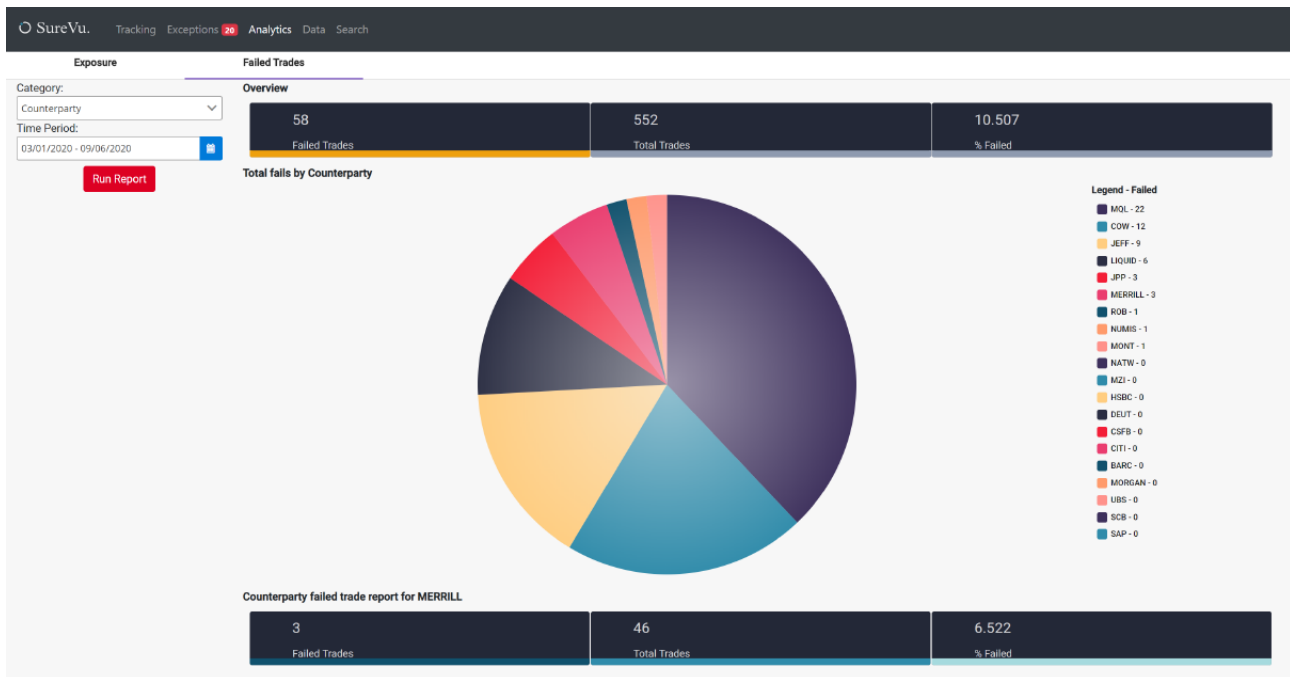 SureVu. Tracking Exceptions 20 Analytics Data Search
Exposure Failed Trades
Category:
Counterparty
Time Period:
03/01/2020 - 09/06/2020
Run Report
Overview
58 552 10.507
Failed Trades Total Trades % Failed
Total fails by Counterparty
Legend - Failed
MQL - 22
COW - 12
JEFF - 9
LIQUID - 6
JPP - 3
MERRILL - 3
ROB - 1
NUMIS - 1
MONT - 1
NATW - 0
MZI - 0
HSBC - 0
DEUT - 0
CSFB - 0
CITI - 0
BARC - 0
MORGAN - 0
UBS - 0
SCB - 0
SAP - 0
Counterparty failed trade report for MERRILL
3 46 6.522
Failed Trades Total Trades % Failed